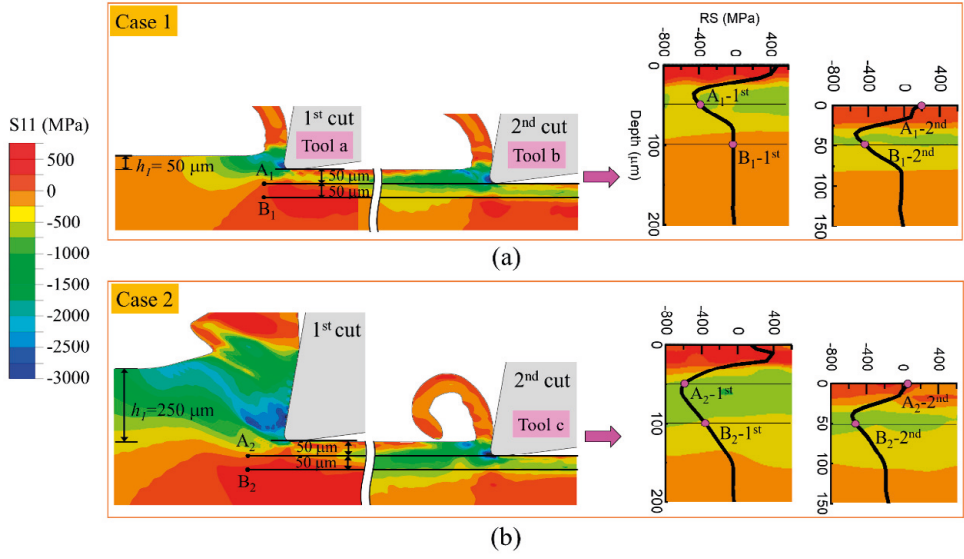 Case 1
S11 (MPa)
500
0
-500
-1000
-1500
-2000
-2500
-3000
h₁= 50 μm
1st cut
Tool a
2nd cut
Tool b
A₁
B₁
50 μm
50 μm
RS (MPa)
-800 -400 0 400
-800 -400 0 400
Depth (μm)
0
100
200
A₁-1st
B₁-1st
0
50
100
150
A₁-2nd
B₁-2nd
(a)
Case 2
h₁=250 μm
1st cut
2nd cut
Tool c
A₂
B₂
50 μm
50 μm
-800 -400 0 400
-800 -400 0 400
0
50
100
150
200
A₂-1st
B₂-1st
0
50
100
150
A₂-2nd
B₂-2nd
(b)